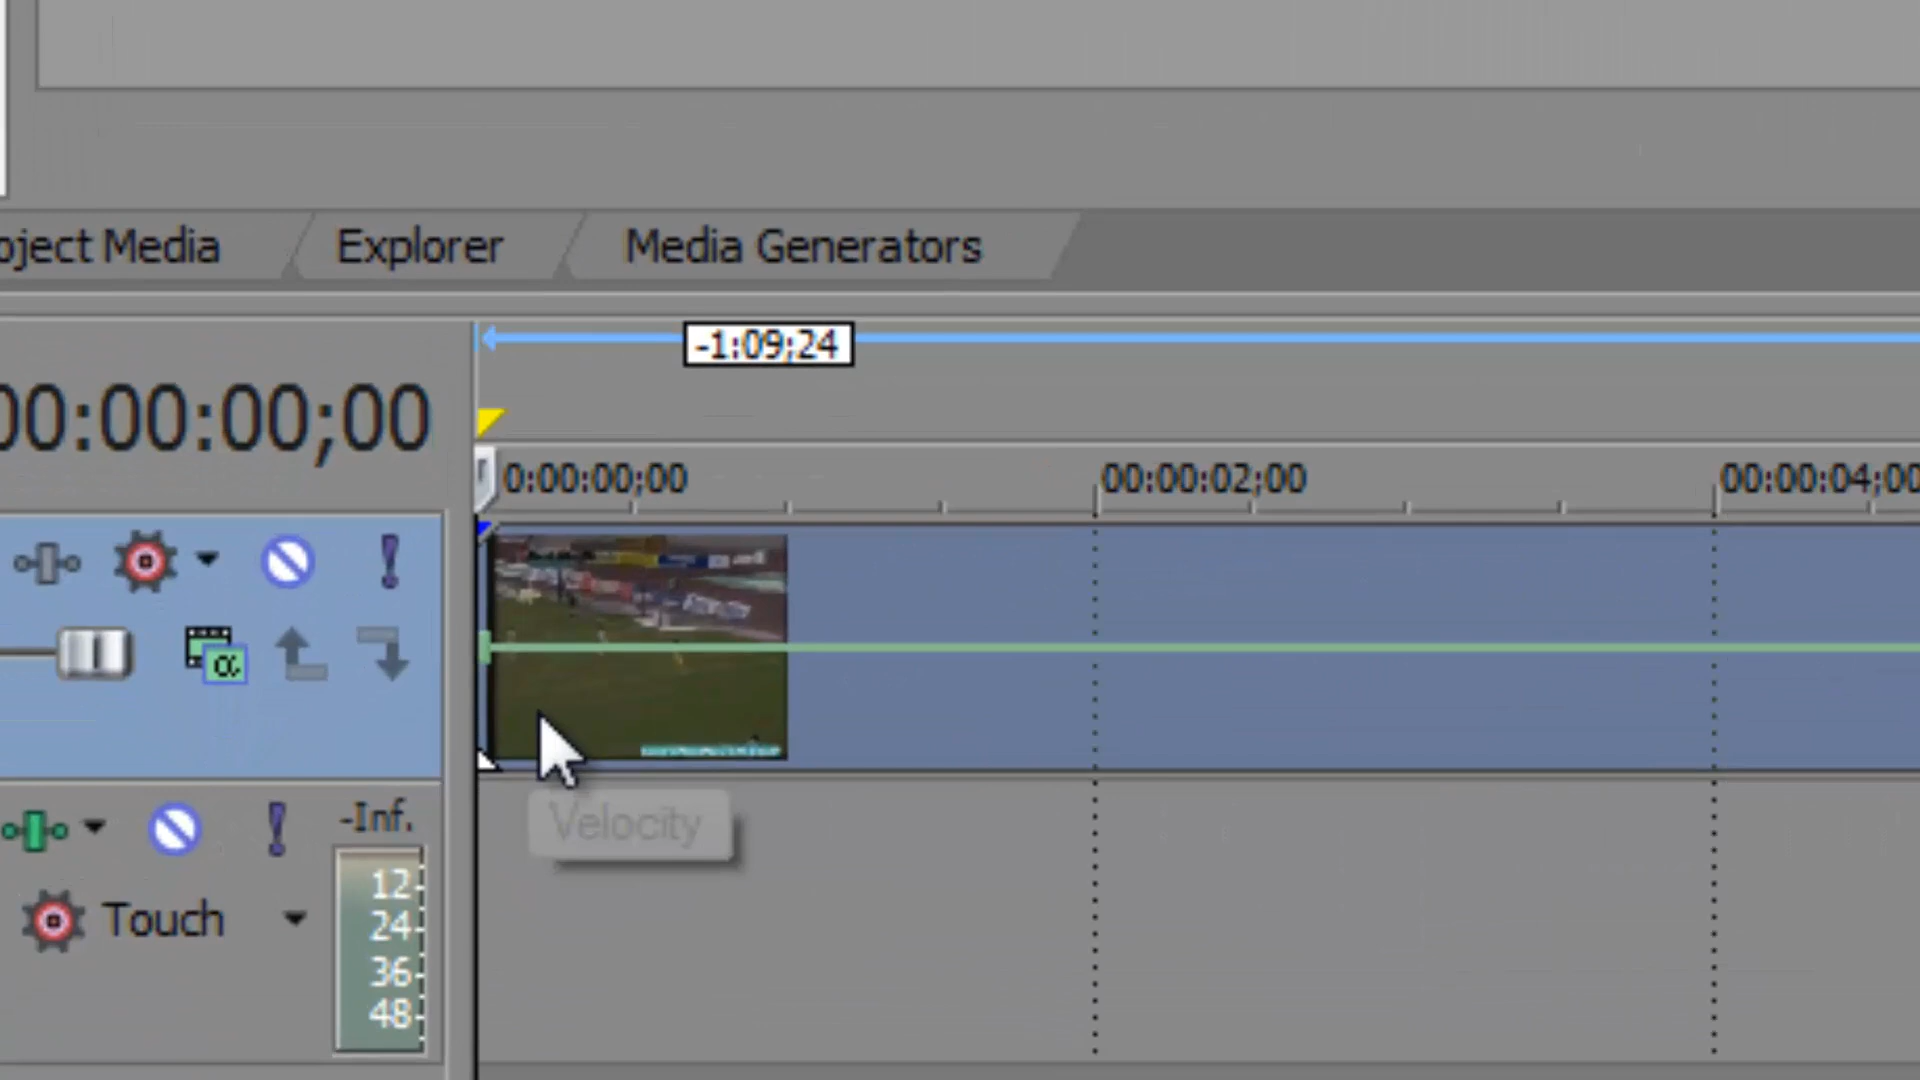 oject Media Explorer Media Generators
-1:09;24
00:00:00;00
0:00:00;00 00:00:02;00 00:00:04;00
α
Velocity
-Inf.
12
Touch
24
36
48